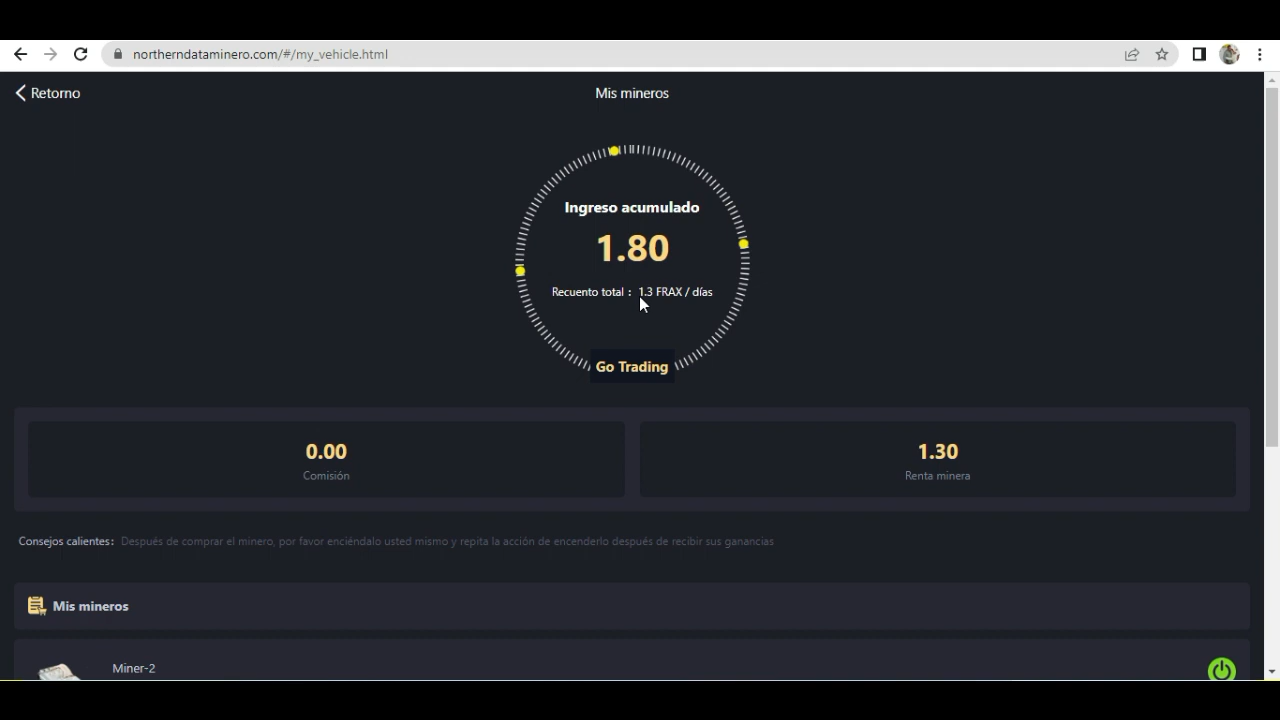 northerndataminero.com/#/my_vehicle.html
Retorno
Mis mineros
Ingreso acumulado
1.80
Recuento total : 1.3 FRAX / días
Go Trading
0.00
Comisión
1.30
Renta minera
Consejos calientes: Después de comprar el minero, por favor enciéndalo usted mismo y repita la acción de encenderlo después de recibir sus ganancias
Mis mineros
Miner-2